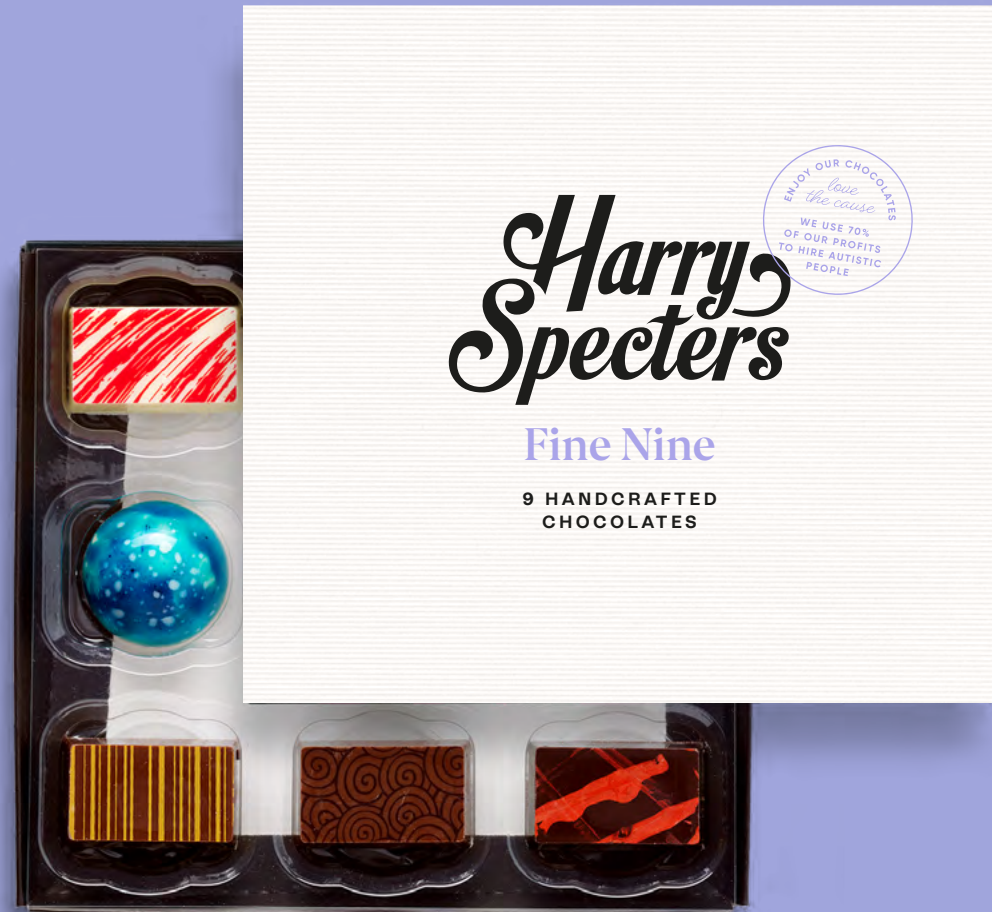 Harry
Specters
ENJOY OUR CHOCOLATES
love
the cause
WE USE 70%
OF OUR PROFITS
TO HIRE AUTISTIC
PEOPLE
Fine Nine
9 HANDCRAFTED
CHOCOLATES